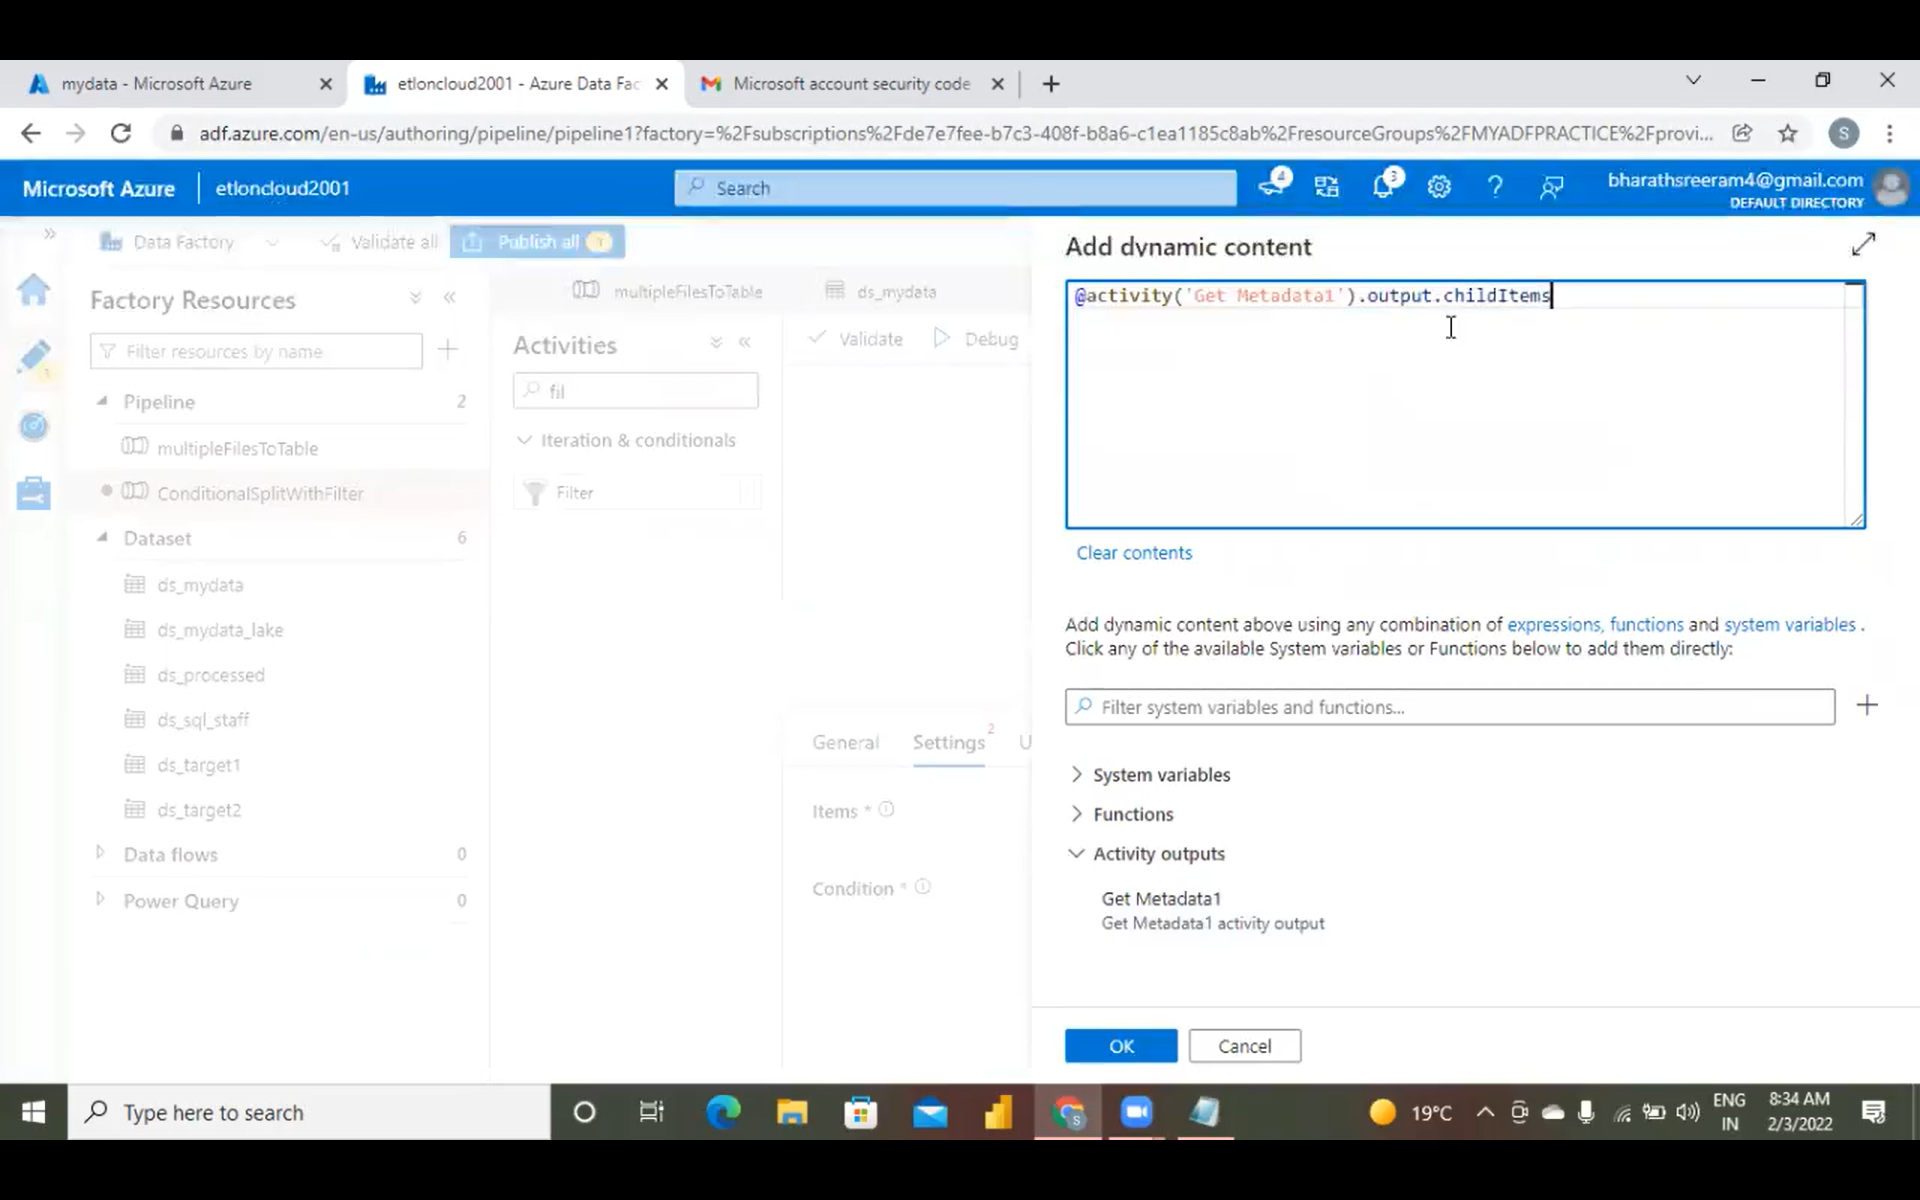 mydata - Microsoft Azure
etloncloud2001 - Azure Data Fac
Microsoft account security code
adf.azure.com/en-us/authoring/pipeline/pipeline1?factory=%2Fsubscriptions%2Fde7e7fee-b7c3-408f-b8a6-c1ea1185c8ab%2FresourceGroups%2FMYADFPRACTICE%2Fprovi...
S
Microsoft Azure
etloncloud2001
Search
4
3
bharathsreeram4@gmail.com
DEFAULT DIRECTORY
Data Factory
Validate all
Publish all
1
Factory Resources
Filter resources by name
Pipeline 2
multipleFilesToTable
ConditionalSplitWithFilter
Dataset 6
ds_mydata
ds_mydata_lake
ds_processed
ds_sql_staff
ds_target1
ds_target2
Data flows 0
Power Query 0
multipleFilesToTable
ds_mydata
Activities
fil
Iteration & conditionals
Filter
Validate
Debug
General
Settings 2
U
Items *
Condition *
Add dynamic content
@activity('Get Metadata1').output.childItems
Clear contents
Add dynamic content above using any combination of expressions, functions and system variables .
Click any of the available System variables or Functions below to add them directly:
Filter system variables and functions...
System variables
Functions
Activity outputs
Get Metadata1
Get Metadata1 activity output
OK
Cancel
Type here to search
19°C
ENG
IN
8:34 AM
2/3/2022